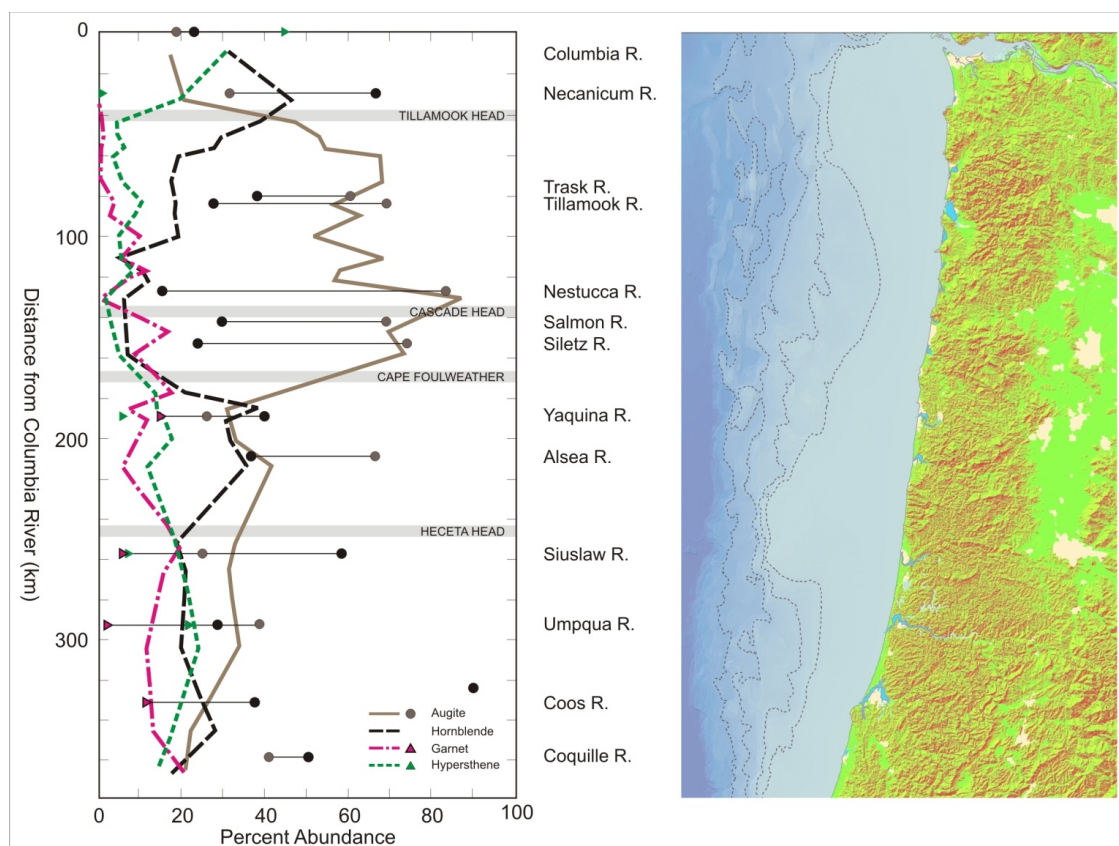 0
Columbia R.
Necanicum R.
TILLAMOOK HEAD
Trask R.
Tillamook R.
100
Nestucca R.
CASCADE HEAD
Salmon R.
Siletz R.
CAPE FOULWEATHER
Yaquina R.
200
Alsea R.
HECETA HEAD
Siuslaw R.
Umpqua R.
300
Coos R.
Augite
Hornblende
Garnet
Hypersthene
Coquille R.
0 20 40 60 80 100
Percent Abundance
Distance from Columbia River (km)